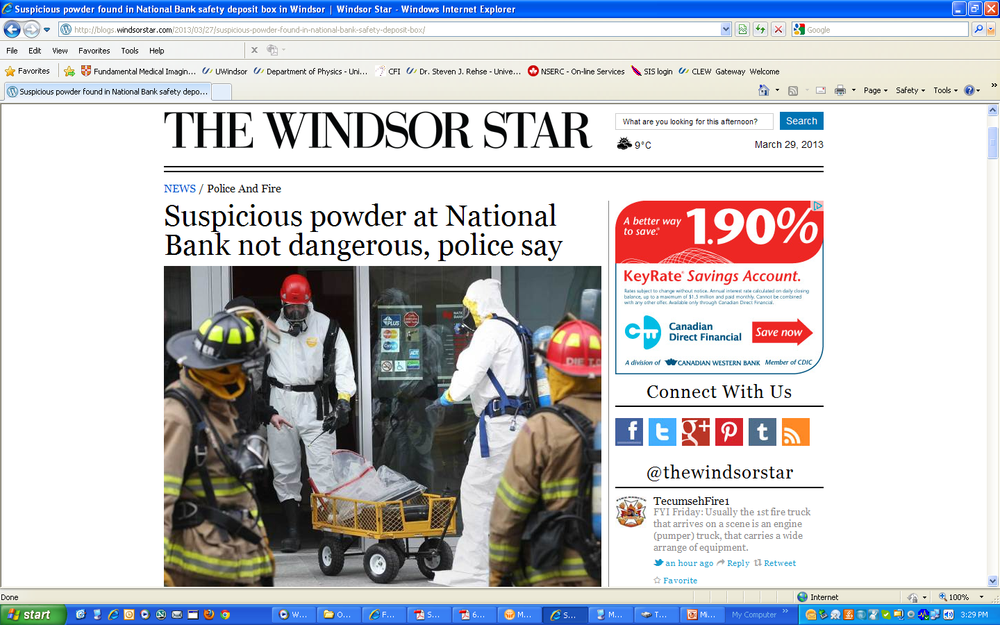 Suspicious powder found in National Bank safety deposit box in Windsor | Windsor Star - Windows Internet Explorer
http://blogs.windsorstar.com/2013/03/27/suspicious-powder-found-in-national-bank-safety-deposit-box/
Google
File Edit View Favorites Tools Help
Favorites Fundamental Medical Imagin... UWindsor Department of Physics - Uni... CFI Dr. Steven J. Rehse - Unive... NSERC - On-line Services SIS login CLEW Gateway Welcome
Suspicious powder found in National Bank safety depo...
Page Safety Tools
THE WINDSOR STAR
What are you looking for this afternoon?
Search
9°C
March 29, 2013
NEWS / Police And Fire
Suspicious powder at National
Bank not dangerous, police say
PLUS
ADT
A better way
to save.
1.90%
KeyRate Savings Account.
Rates subject to change without notice. Annual interest rate calculated on daily closing
balance, up to a maximum of $1.5 million and paid monthly. Cannot be combined
with any other offer. Available only through Canadian Direct Financial.
Canadian
Direct Financial
Save now
A division of CANADIAN WESTERN BANK Member of CDIC
Connect With Us
@thewindsorstar
TecumsehFire1
FYI Friday: Usually the 1st fire truck
that arrives on a scene is an engine
(pumper) truck, that carries a wide
arrange of equipment.
an hour ago Reply Retweet
Favorite
Done
Internet
100%
start
W...
O...
F...
S...
6...
M...
S...
M...
T...
Mi...
My Computer
3:29 PM